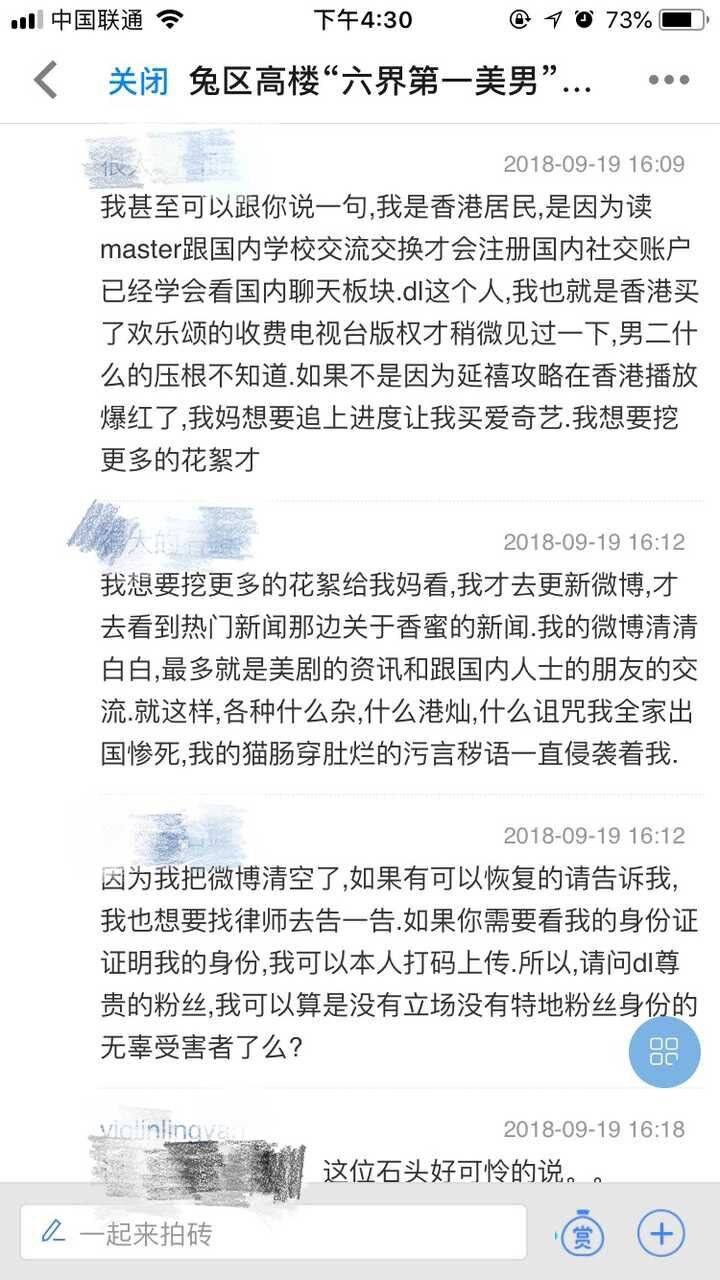 中国联通
下午4:30
73%
关闭 兔区高楼“六界第一美男”...
2018-09-19 16:09
我甚至可以跟你说一句,我是香港居民,是因为读
master跟国内学校交流交换才会注册国内社交账户
已经学会看国内聊天板块.dl这个人,我也就是香港买
了欢乐颂的收费电视台版权才稍微见过一下,男二什
么的压根不知道.如果不是因为延禧攻略在香港播放
爆红了,我妈想要追上进度让我买爱奇艺.我想要挖
更多的花絮才
2018-09-19 16:12
我想要挖更多的花絮给我妈看,我才去更新微博,才
去看到热门新闻那边关于香蜜的新闻.我的微博清清
白白,最多就是美剧的资讯和跟国内人士的朋友的交
流.就这样,各种什么杂,什么港灿,什么诅咒我全家出
国惨死,我的猫肠穿肚烂的污言秽语一直侵袭着我.
2018-09-19 16:12
因为我把微博清空了,如果有可以恢复的请告诉我,
我也想要找律师去告一告.如果你需要看我的身份证
证明我的身份,我可以本人打码上传.所以,请问dl尊
贵的粉丝,我可以算是没有立场没有特地粉丝身份的
无辜受害者了么?
2018-09-19 16:18
这位石头好可怜的说。。
一起来拍砖
赏